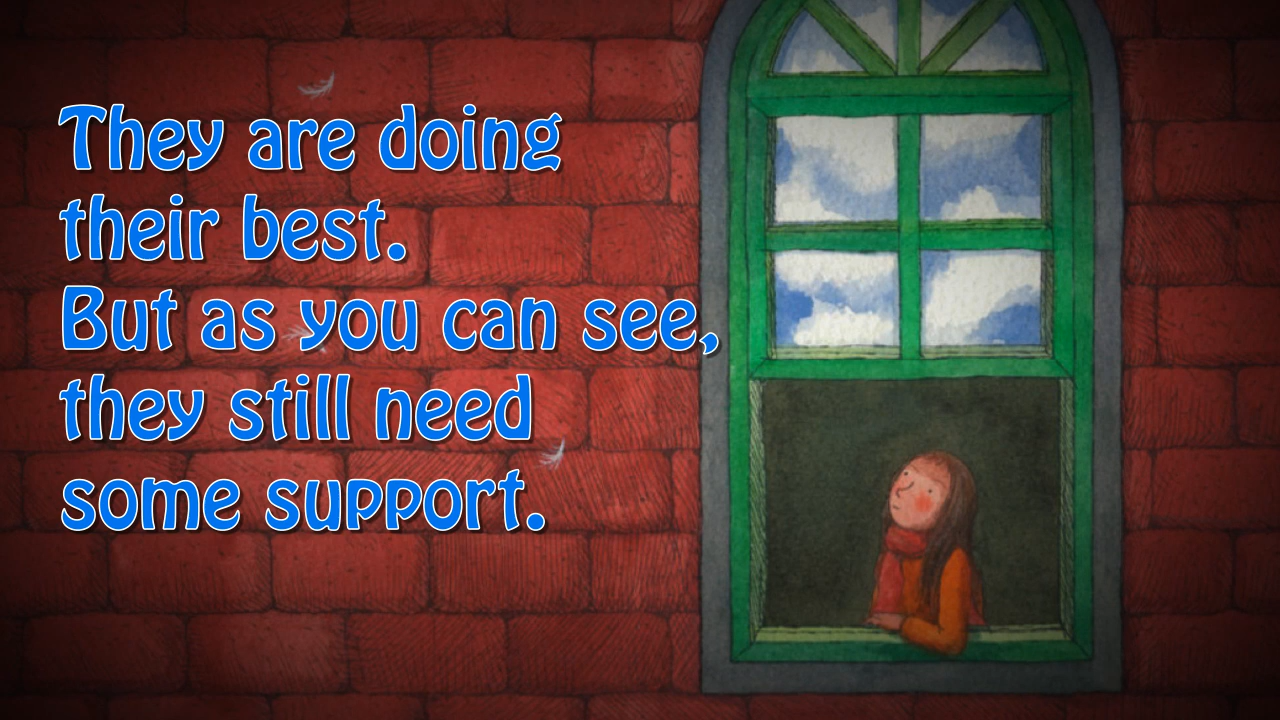 They are doing
their best.
But as you can see,
they still need
some support.